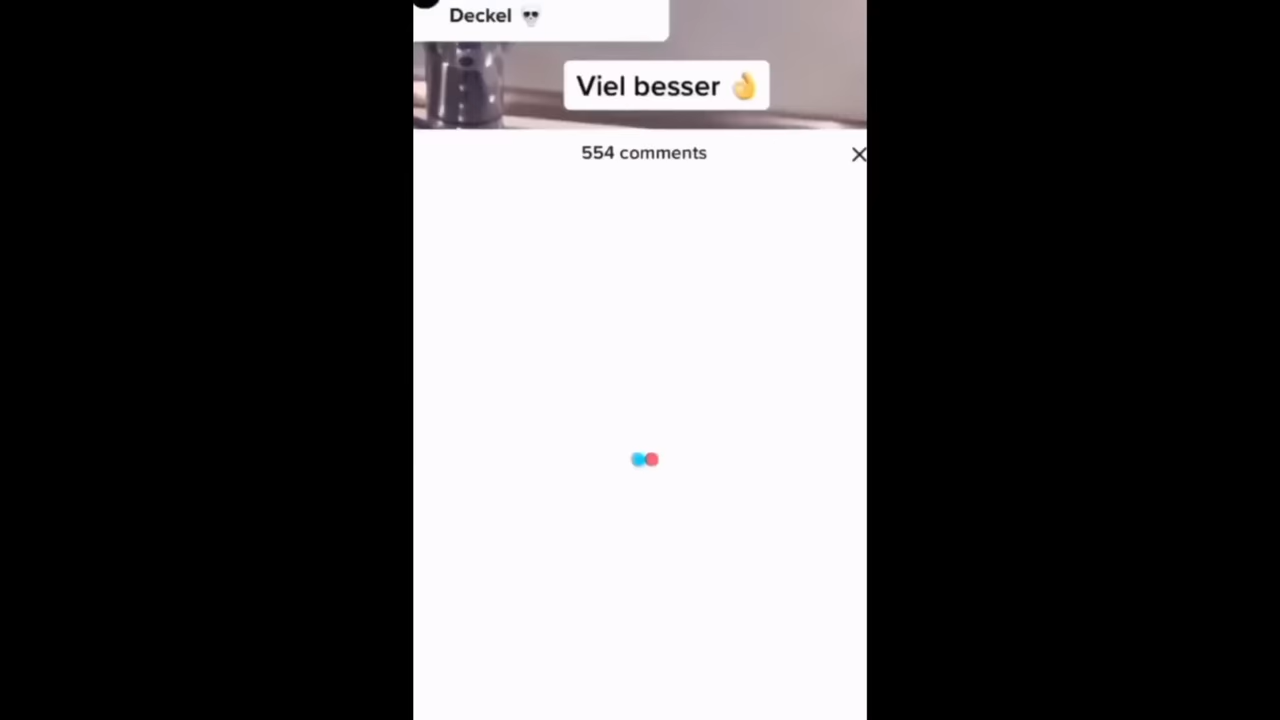 Deckel 💀
Viel besser 👌
554 comments